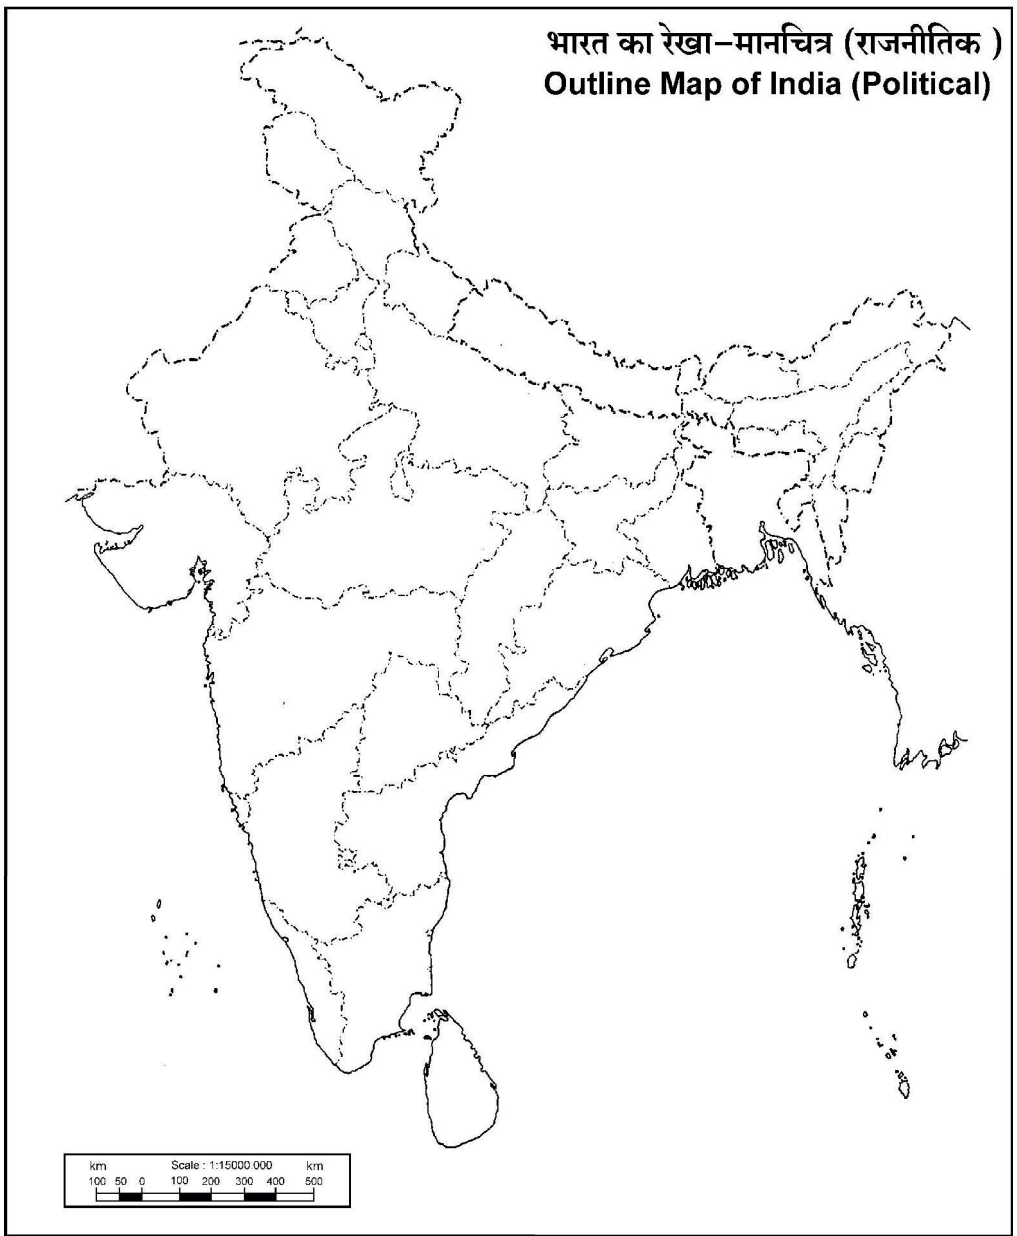 भारत का रेखा–मानचित्र (राजनीतिक )
Outline Map of India (Political)
km Scale : 1:15000.000 km
100 50 0 100 200 300 400 500